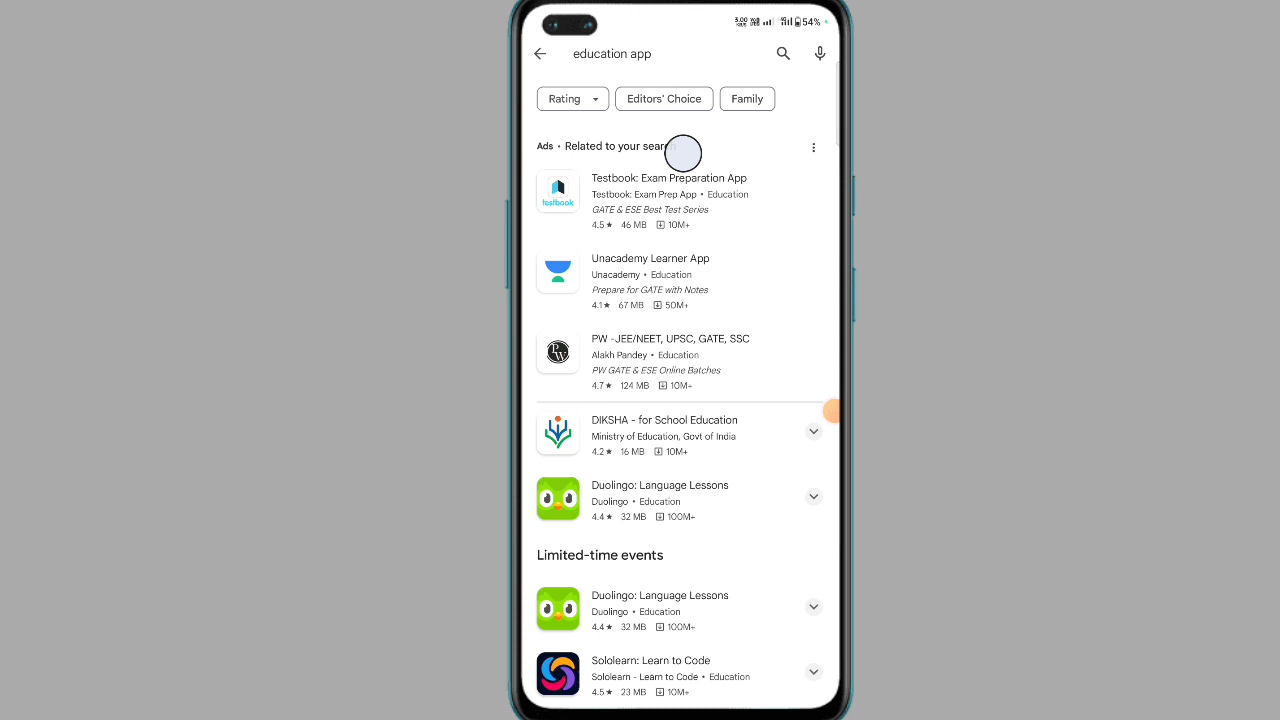 3.00 54%
education app
Rating
Editors' Choice
Family
Ads • Related to your search
Testbook: Exam Preparation App
Testbook: Exam Prep App • Education
GATE & ESE Best Test Series
4.5★ 46 MB 10M+
testbook
Unacademy Learner App
Unacademy • Education
Prepare for GATE with Notes
4.1★ 67 MB 50M+
PW -JEE/NEET, UPSC, GATE, SSC
Alakh Pandey • Education
PW GATE & ESE Online Batches
4.7★ 124 MB 10M+
PW
DIKSHA - for School Education
Ministry of Education, Govt of India
4.2★ 16 MB 10M+
Duolingo: Language Lessons
Duolingo • Education
4.4★ 32 MB 100M+
Limited-time events
Duolingo: Language Lessons
Duolingo • Education
4.4★ 32 MB 100M+
Sololearn: Learn to Code
Sololearn - Learn to Code • Education
4.5★ 23 MB 10M+